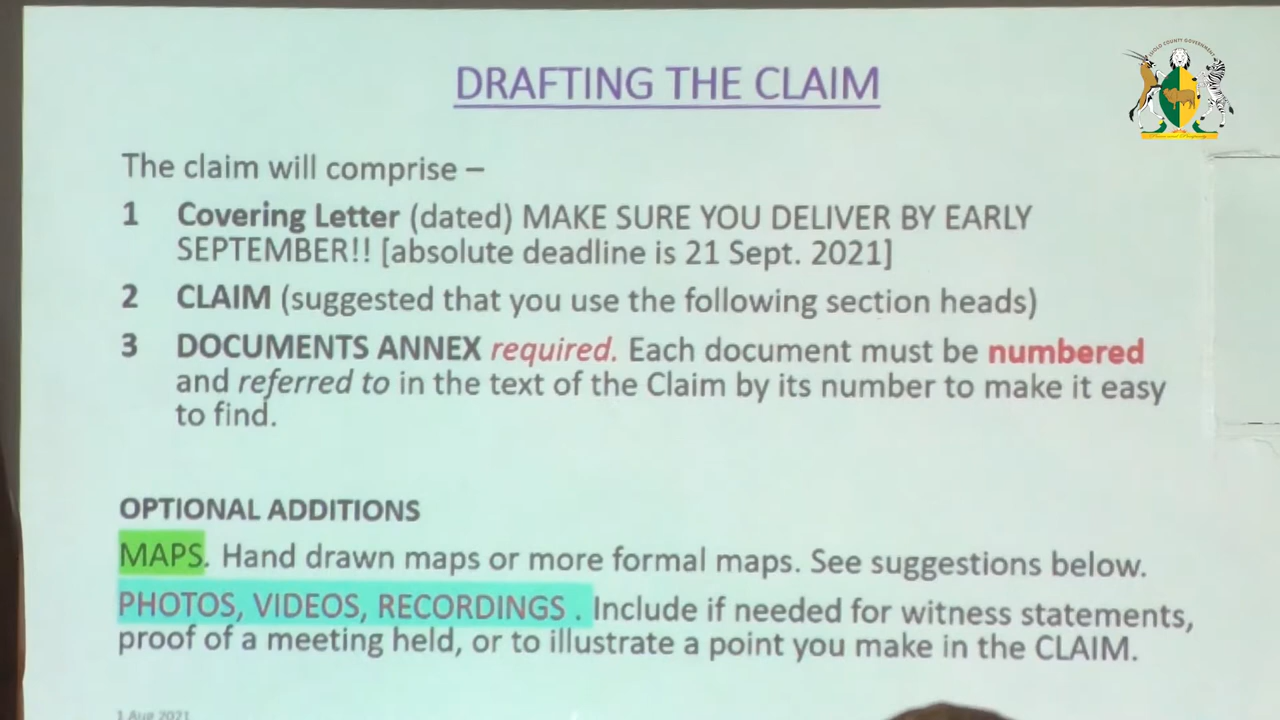 DRAFTING THE CLAIM
The claim will comprise –
1 Covering Letter (dated) MAKE SURE YOU DELIVER BY EARLY
SEPTEMBER!! [absolute deadline is 21 Sept. 2021]
2 CLAIM (suggested that you use the following section heads)
3 DOCUMENTS ANNEX required. Each document must be numbered
and referred to in the text of the Claim by its number to make it easy
to find.
OPTIONAL ADDITIONS
MAPS. Hand drawn maps or more formal maps. See suggestions below.
PHOTOS, VIDEOS, RECORDINGS . Include if needed for witness statements,
proof of a meeting held, or to illustrate a point you make in the CLAIM.
1 Aug 2021